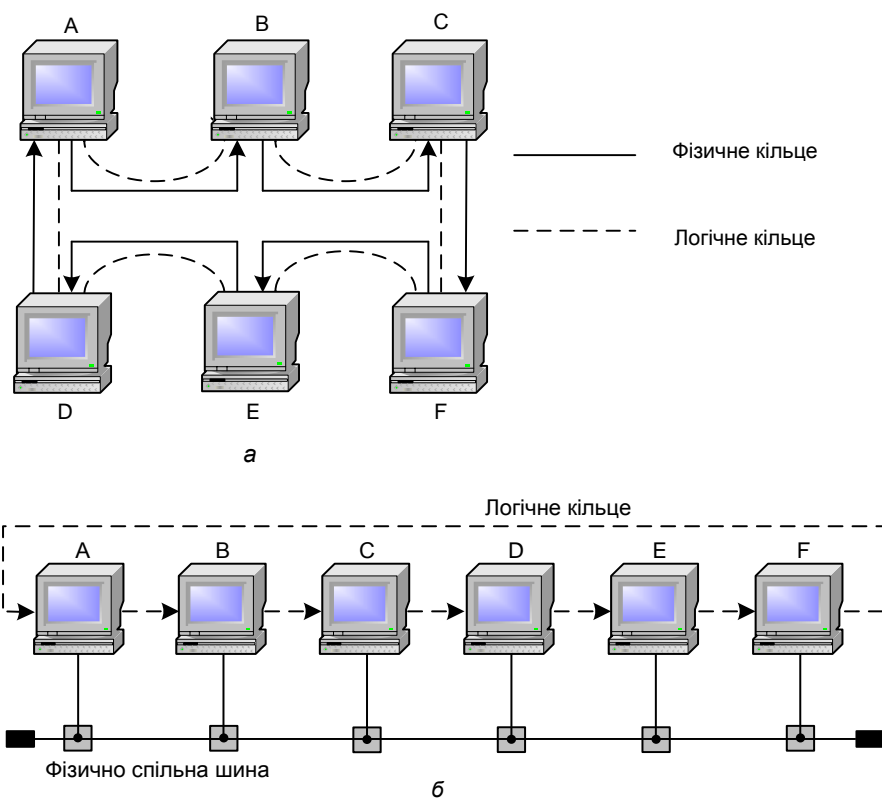 A B C
Фізичне кільце
Логічне кільце
D E F
а
Логічне кільце
A B C D E F
Фізично спільна шина
б